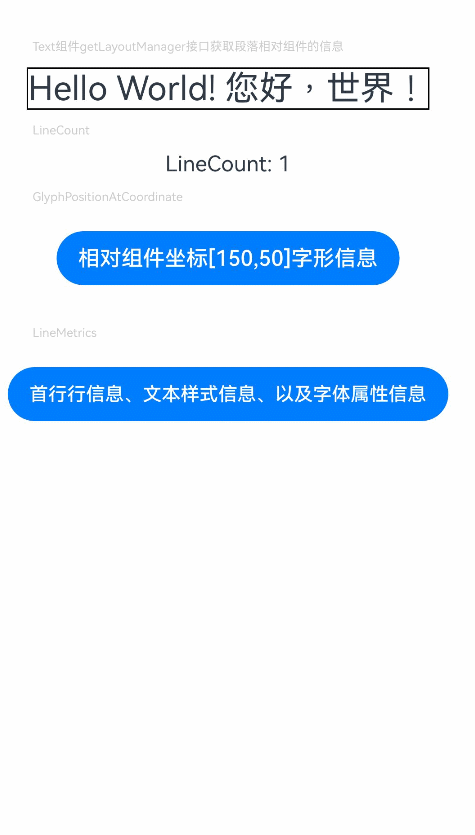 Text组件getLayoutManager接口获取段落相对组件的信息
Hello World! 您好，世界！
LineCount
LineCount: 1
GlyphPositionAtCoordinate
相对组件坐标[150,50]字形信息
LineMetrics
首行行信息、文本样式信息、以及字体属性信息